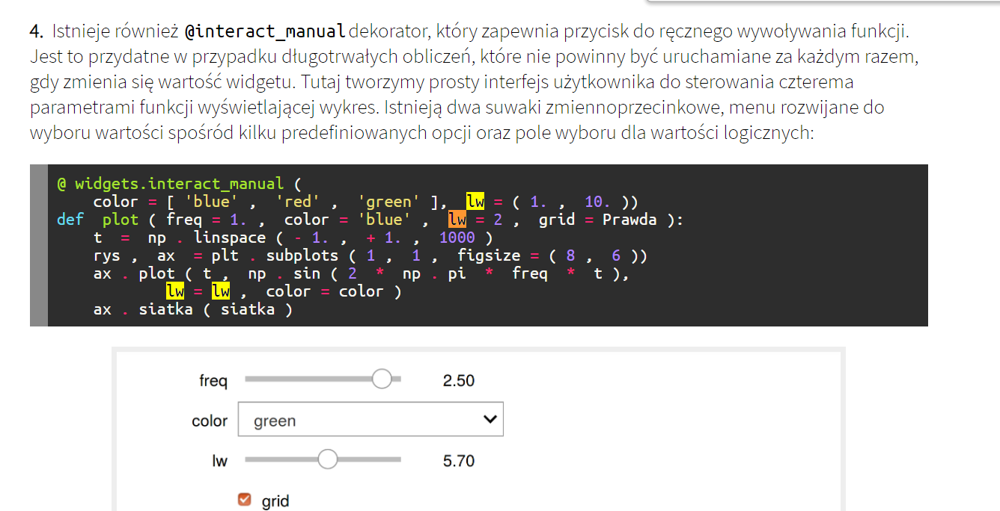 4. Istnieje również @interact_manual dekorator, który zapewnia przycisk do ręcznego wywoływania funkcji.
Jest to przydatne w przypadku długotrwałych obliczeń, które nie powinny być uruchamiane za każdym razem,
gdy zmienia się wartość widgetu. Tutaj tworzymy prosty interfejs użytkownika do sterowania czterema
parametrami funkcji wyświetlającej wykres. Istnieją dwa suwaki zmiennoprzecinkowe, menu rozwijane do
wyboru wartości spośród kilku predefiniowanych opcji oraz pole wyboru dla wartości logicznych:
@ widgets.interact_manual (
    color = [ 'blue' ,  'red' ,  'green' ],  lw = ( 1. ,  10. ))
def  plot ( freq = 1. ,  color = 'blue' ,  lw = 2 ,  grid = Prawda ):
    t  =  np . linspace ( - 1. ,  + 1. ,  1000 )
    rys ,  ax  = plt . subplots ( 1 ,  1 ,  figsize = ( 8 ,  6 ))
    ax . plot ( t ,  np . sin ( 2  *  np . pi  *  freq  *  t ),
            lw = lw ,  color = color )
    ax . siatka ( siatka )
freq 2.50
color green
lw 5.70
grid